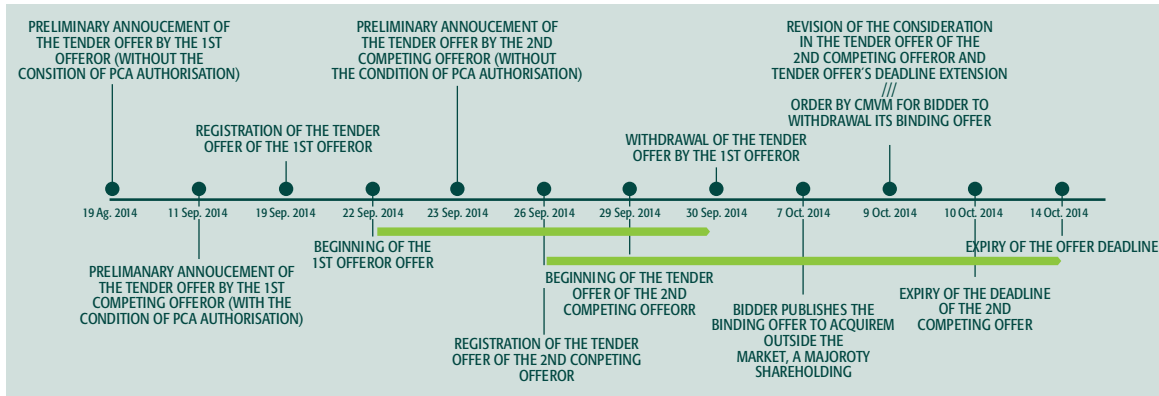 PRELIMINARY ANNOUCEMENT OF
THE TENDER OFFER BY THE 1ST
OFFEROR (WITHOUT THE
CONSITION OF PCA AUTHORISATION)
REGISTRATION OF THE TENDER
OFFER OF THE 1ST OFFEROR
PRELIMINARY ANNOUCEMENT OF
THE TENDER OFFER BY THE 2ND
COMPETING OFFEROR (WITHOUT
THE CONDITION OF PCA AUTHORISATION)
WITHDRAWAL OF THE TENDER
OFFER BY THE 1ST OFFEROR
REVISION OF THE CONSIDERATION
IN THE TENDER OFFER OF THE
2ND COMPETING OFFEROR AND
TENDER OFFER'S DEADLINE EXTENSION
///
ORDER BY CMVM FOR BIDDER TO
WITHDRAWAL ITS BINDING OFFER
19 Ag. 2014
11 Sep. 2014
19 Sep. 2014
22 Sep. 2014
23 Sep. 2014
26 Sep. 2014
29 Sep. 2014
30 Sep. 2014
7 Oct. 2014
9 Oct. 2014
10 Oct. 2014
14 Oct. 2014
PRELIMANARY ANNOUCEMENT OF
THE TENDER OFFER BY THE 1ST
COMPETING OFFEROR (WITH THE
CONDITION OF PCA AUTHORISATION)
BEGINNING OF THE
1ST OFFEROR OFFER
REGISTRATION OF THE TENDER
OFFER OF THE 2ND CONPETING
OFFEROR
BEGINNING OF THE TENDER
OFFER OF THE 2ND
COMPETING OFFEORR
BIDDER PUBLISHES THE
BINDING OFFER TO ACQUIREM
OUTSIDE THE
MARKET, A MAJOROTY
SHAREHOLDING
EXPIRY OF THE DEADLINE
OF THE 2ND
COMPETING OFFER
EXPIRY OF THE OFFER DEADLINE